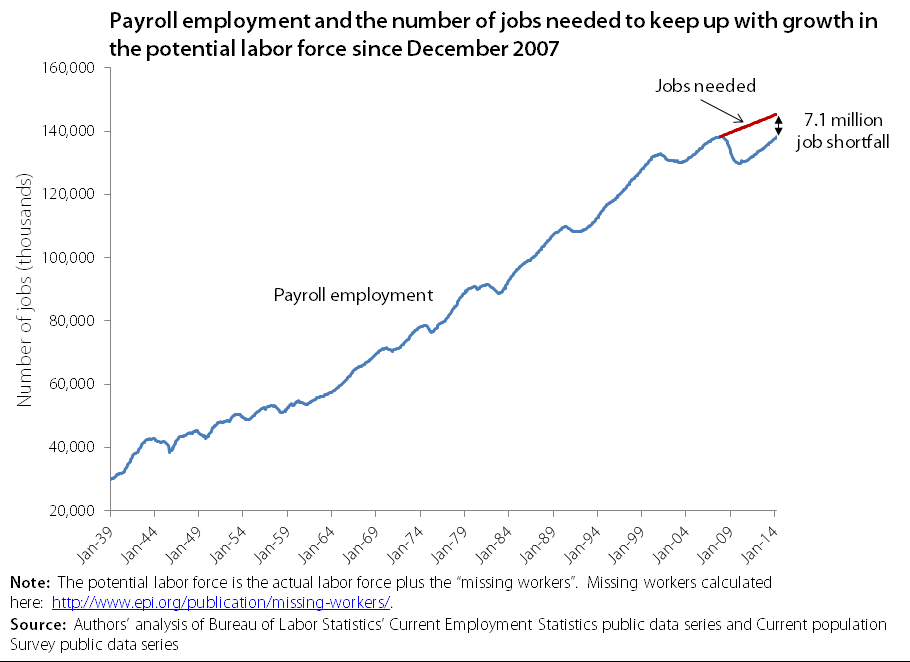 Payroll employment and the number of jobs needed to keep up with growth in
the potential labor force since December 2007
160,000
140,000
120,000
100,000
80,000
60,000
40,000
20,000
Number of jobs (thousands)
Jobs needed
7.1 million
job shortfall
Payroll employment
Jan-39
Jan-44
Jan-49
Jan-54
Jan-59
Jan-64
Jan-69
Jan-74
Jan-79
Jan-84
Jan-89
Jan-94
Jan-99
Jan-04
Jan-09
Jan-14
Note: The potential labor force is the actual labor force plus the “missing workers”. Missing workers calculated
here: http://www.epi.org/publication/missing-workers/.
Source: Authors’ analysis of Bureau of Labor Statistics’ Current Employment Statistics public data series and Current population
Survey public data series